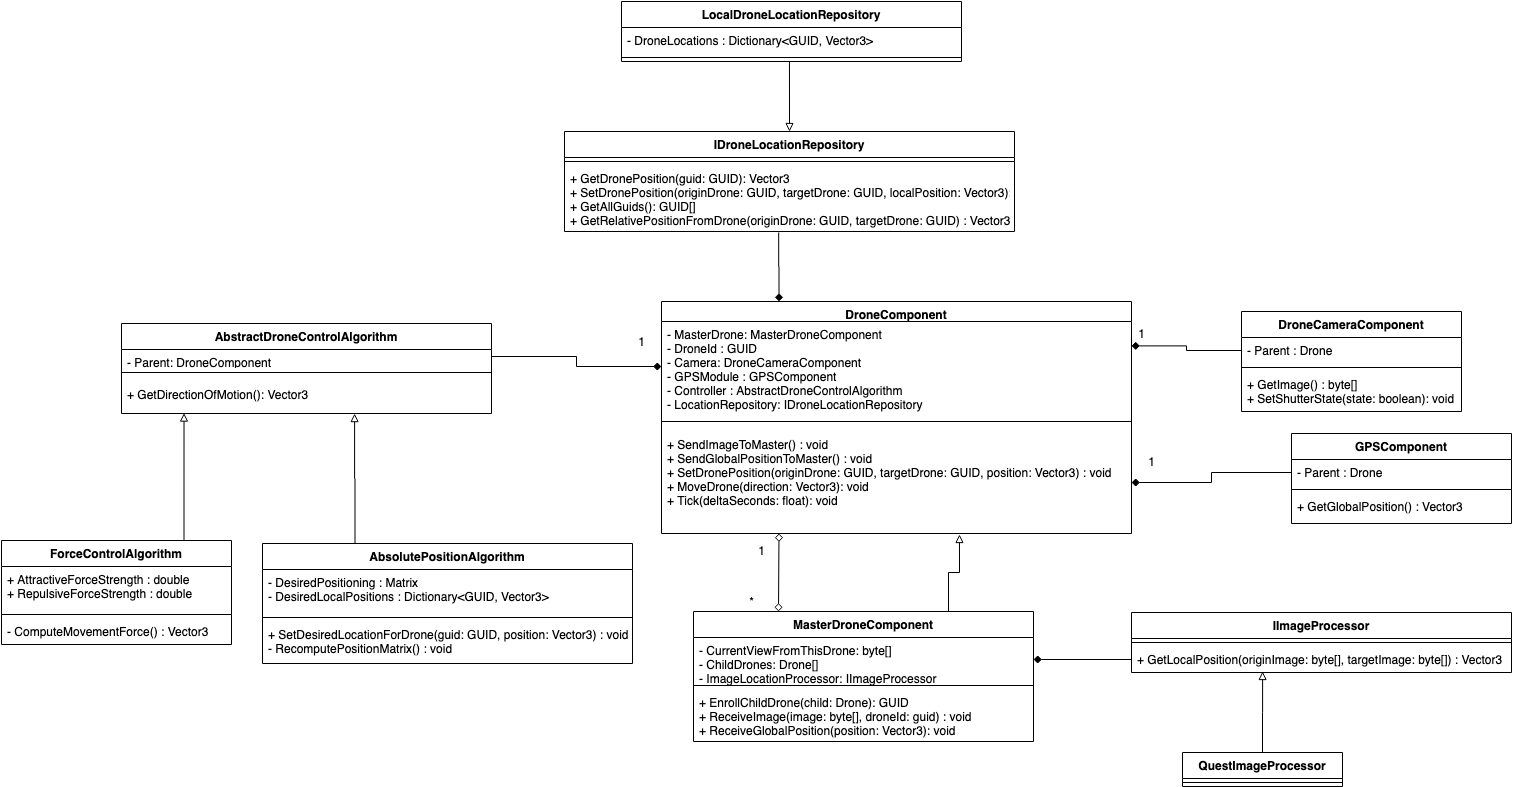 LocalDroneLocationRepository
- DroneLocations : Dictionary<GUID, Vector3>
IDroneLocationRepository
+ GetDronePosition(guid: GUID): Vector3
+ SetDronePosition(originDrone: GUID, targetDrone: GUID, localPosition: Vector3)
+ GetAllGuids(): GUID[]
+ GetRelativePositionFromDrone(originDrone: GUID, targetDrone: GUID) : Vector3
AbstractDroneControlAlgorithm
- Parent: DroneComponent
+ GetDirectionOfMotion(): Vector3
1
DroneComponent
- MasterDrone: MasterDroneComponent
- DroneId : GUID
- Camera: DroneCameraComponent
- GPSModule : GPSComponent
- Controller : AbstractDroneControlAlgorithm
- LocationRepository: IDroneLocationRepository
+ SendImageToMaster() : void
+ SendGlobalPositionToMaster() : void
+ SetDronePosition(originDrone: GUID, targetDrone: GUID, position: Vector3) : void
+ MoveDrone(direction: Vector3): void
+ Tick(deltaSeconds: float): void
1
DroneCameraComponent
- Parent : Drone
+ GetImage() : byte[]
+ SetShutterState(state: boolean): void
1
GPSComponent
- Parent : Drone
+ GetGlobalPosition() : Vector3
ForceControlAlgorithm
+ AttractiveForceStrength : double
+ RepulsiveForceStrength : double
- ComputeMovementForce() : Vector3
AbsolutePositionAlgorithm
- DesiredPositioning : Matrix
- DesiredLocalPositions : Dictionary<GUID, Vector3>
+ SetDesiredLocationForDrone(guid: GUID, position: Vector3) : void
- RecomputePositionMatrix() : void
1
*
MasterDroneComponent
- CurrentViewFromThisDrone: byte[]
- ChildDrones: Drone[]
- ImageLocationProcessor: IImageProcessor
+ EnrollChildDrone(child: Drone): GUID
+ ReceiveImage(image: byte[], droneId: guid) : void
+ ReceiveGlobalPosition(position: Vector3): void
IImageProcessor
+ GetLocalPosition(originImage: byte[], targetImage: byte[]) : Vector3
QuestImageProcessor